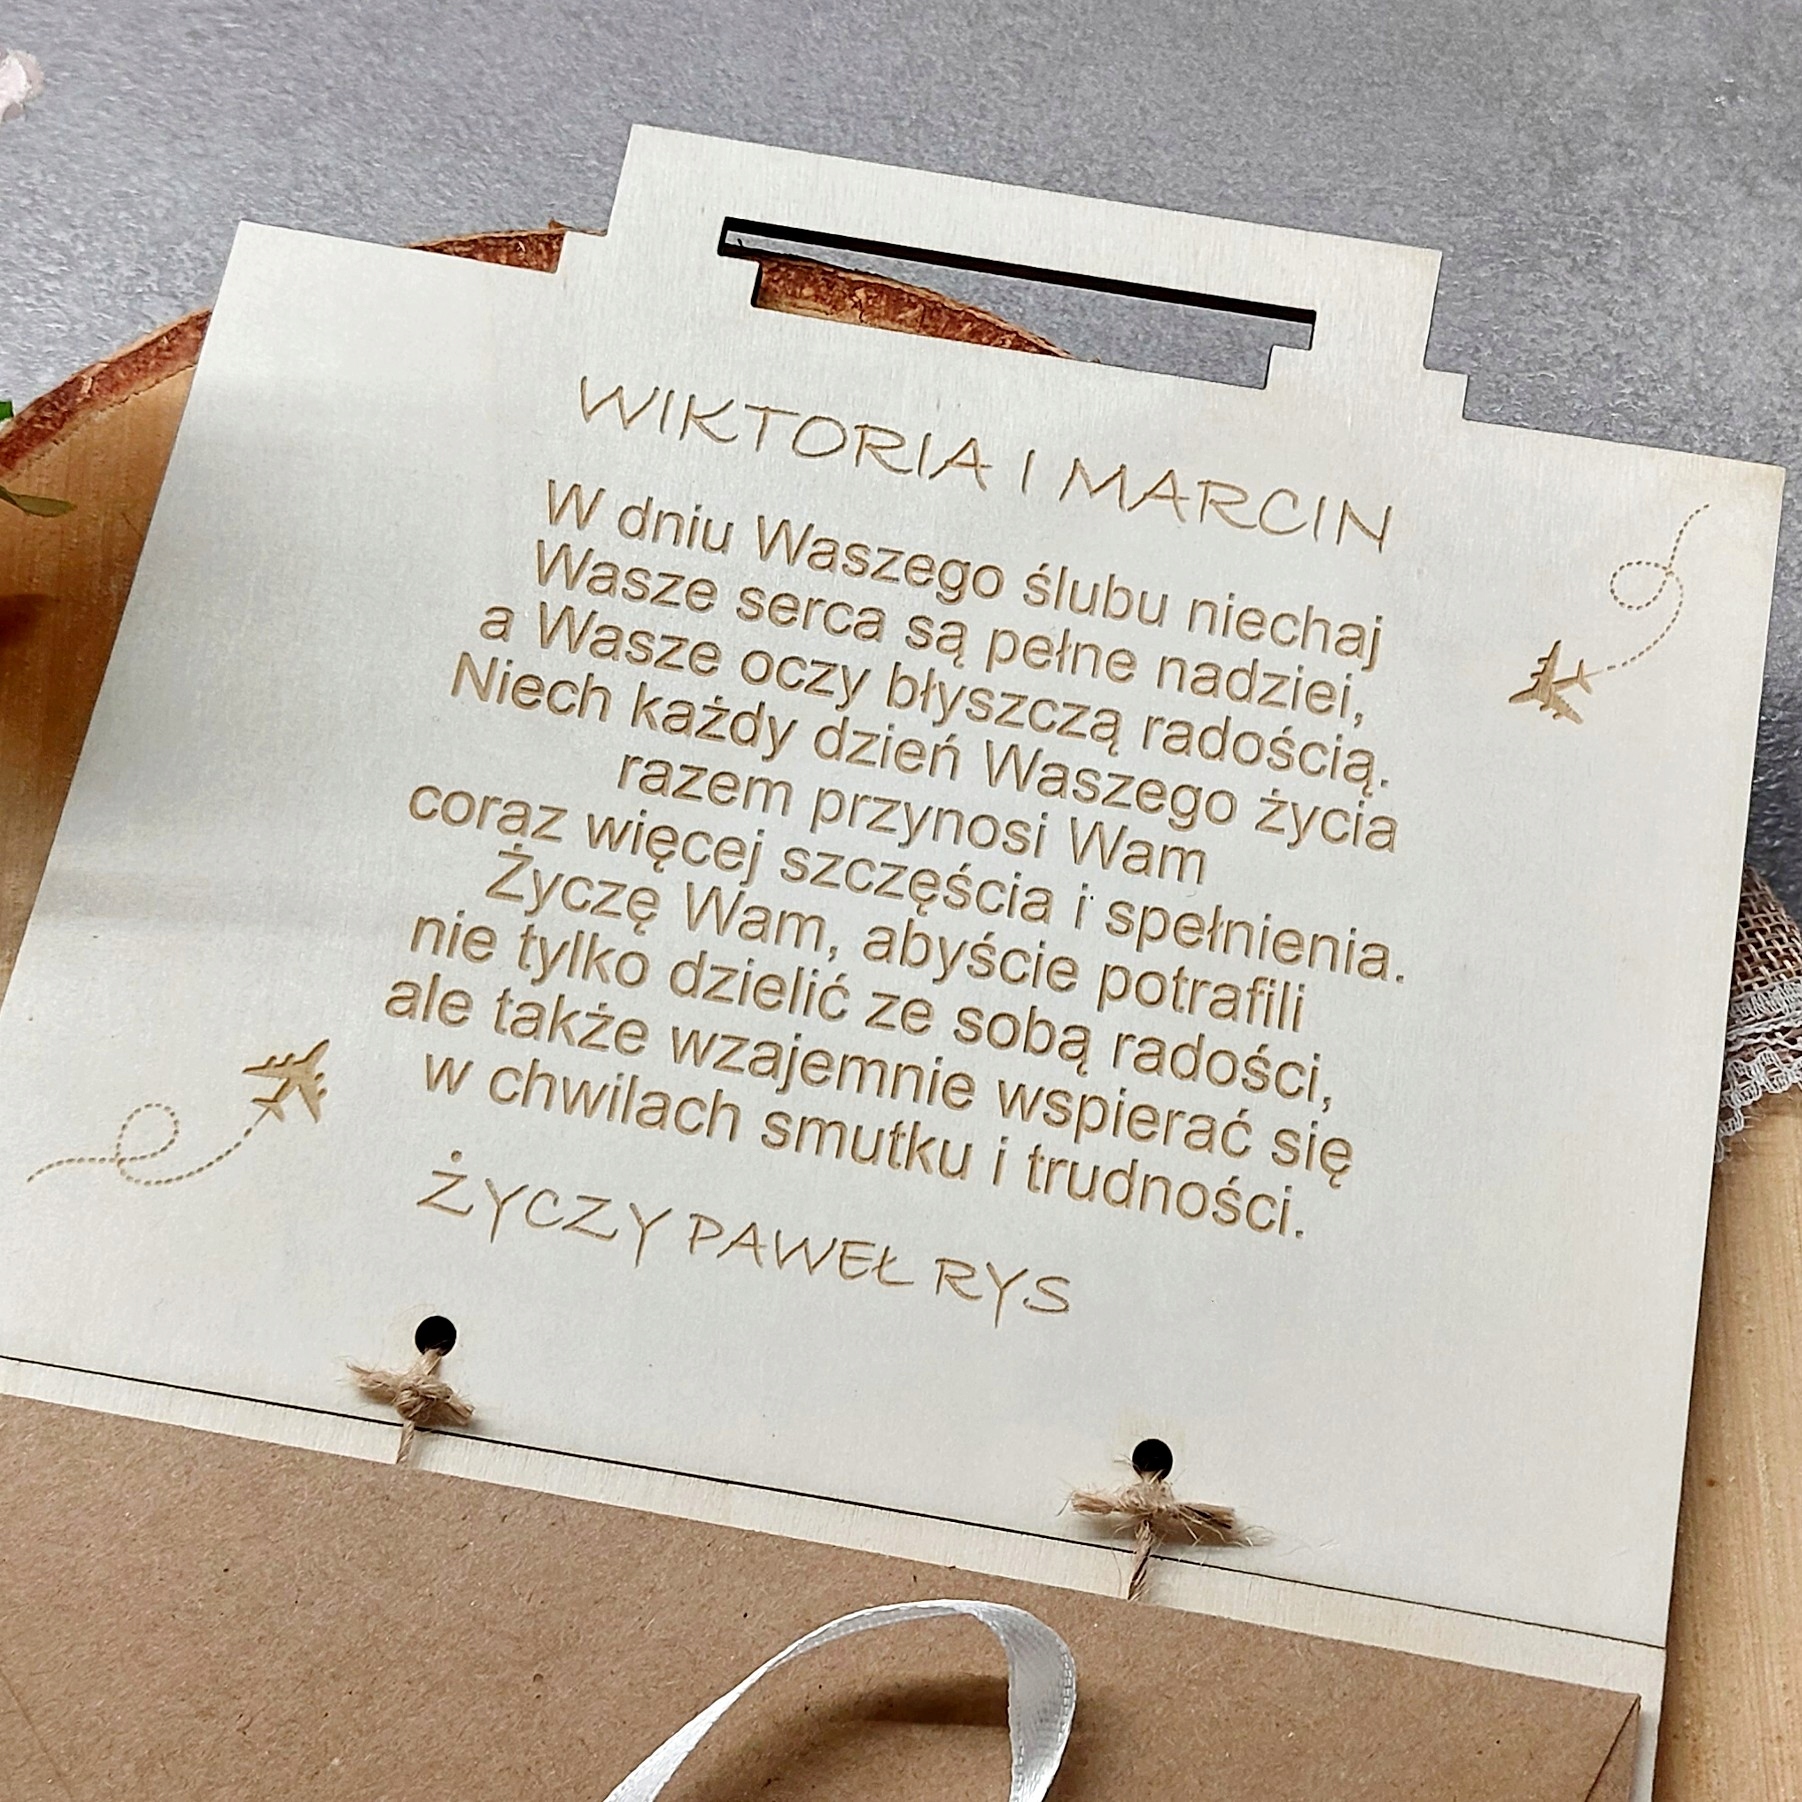 WIKTORIA I MARCIN
W dniu Waszego ślubu niechaj
Wasze serca są pełne nadziei,
a Wasze oczy błyszczą radością.
Niech każdy dzień Waszego życia
razem przynosi Wam
coraz więcej szczęścia i spełnienia.
Życzę Wam, abyście potrafili
nie tylko dzielić ze sobą radości,
ale także wzajemnie wspierać się
w chwilach smutku i trudności.
ŻYCZY PAWEŁ RYS